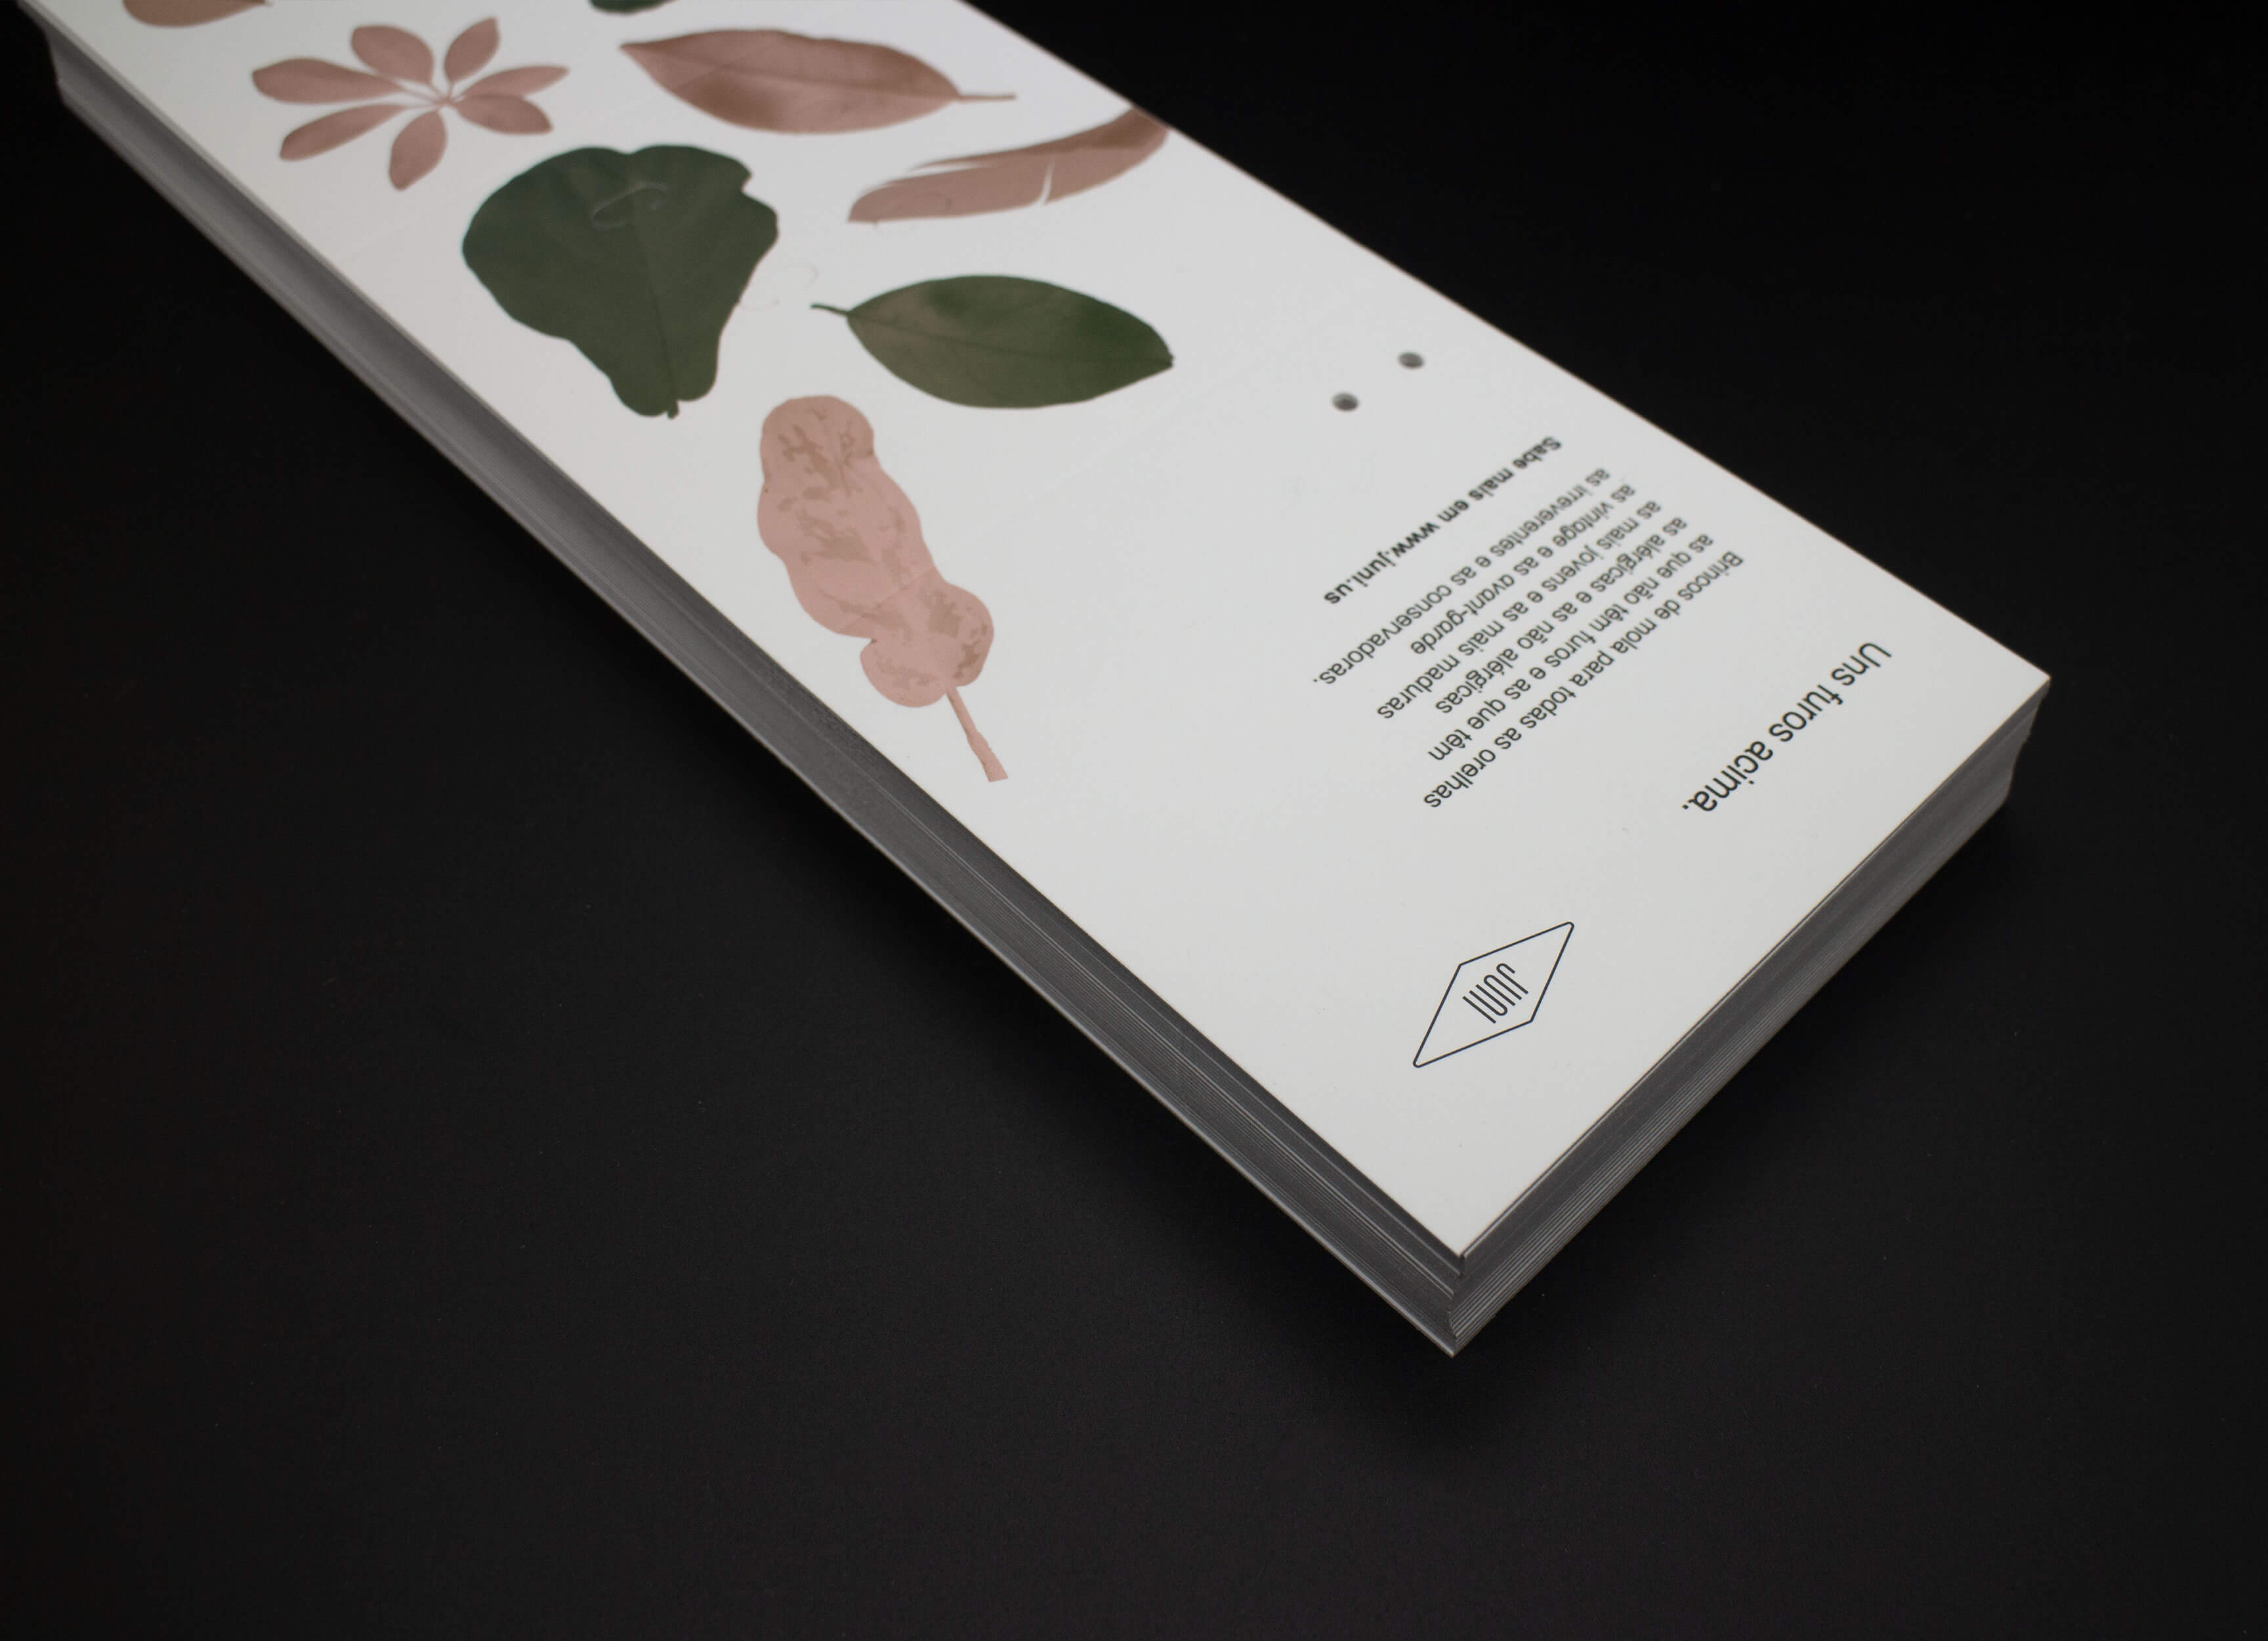 Uns furos acima.
Brincos de mola para todas as orelhas
as que não têm furos e as que têm
as alérgicas e as não alérgicas
as mais jovens e as mais maduras
as vintage e as avant-garde
as irreverentes e as conservadoras.
Sabe mais em www.juni.us
JUNI